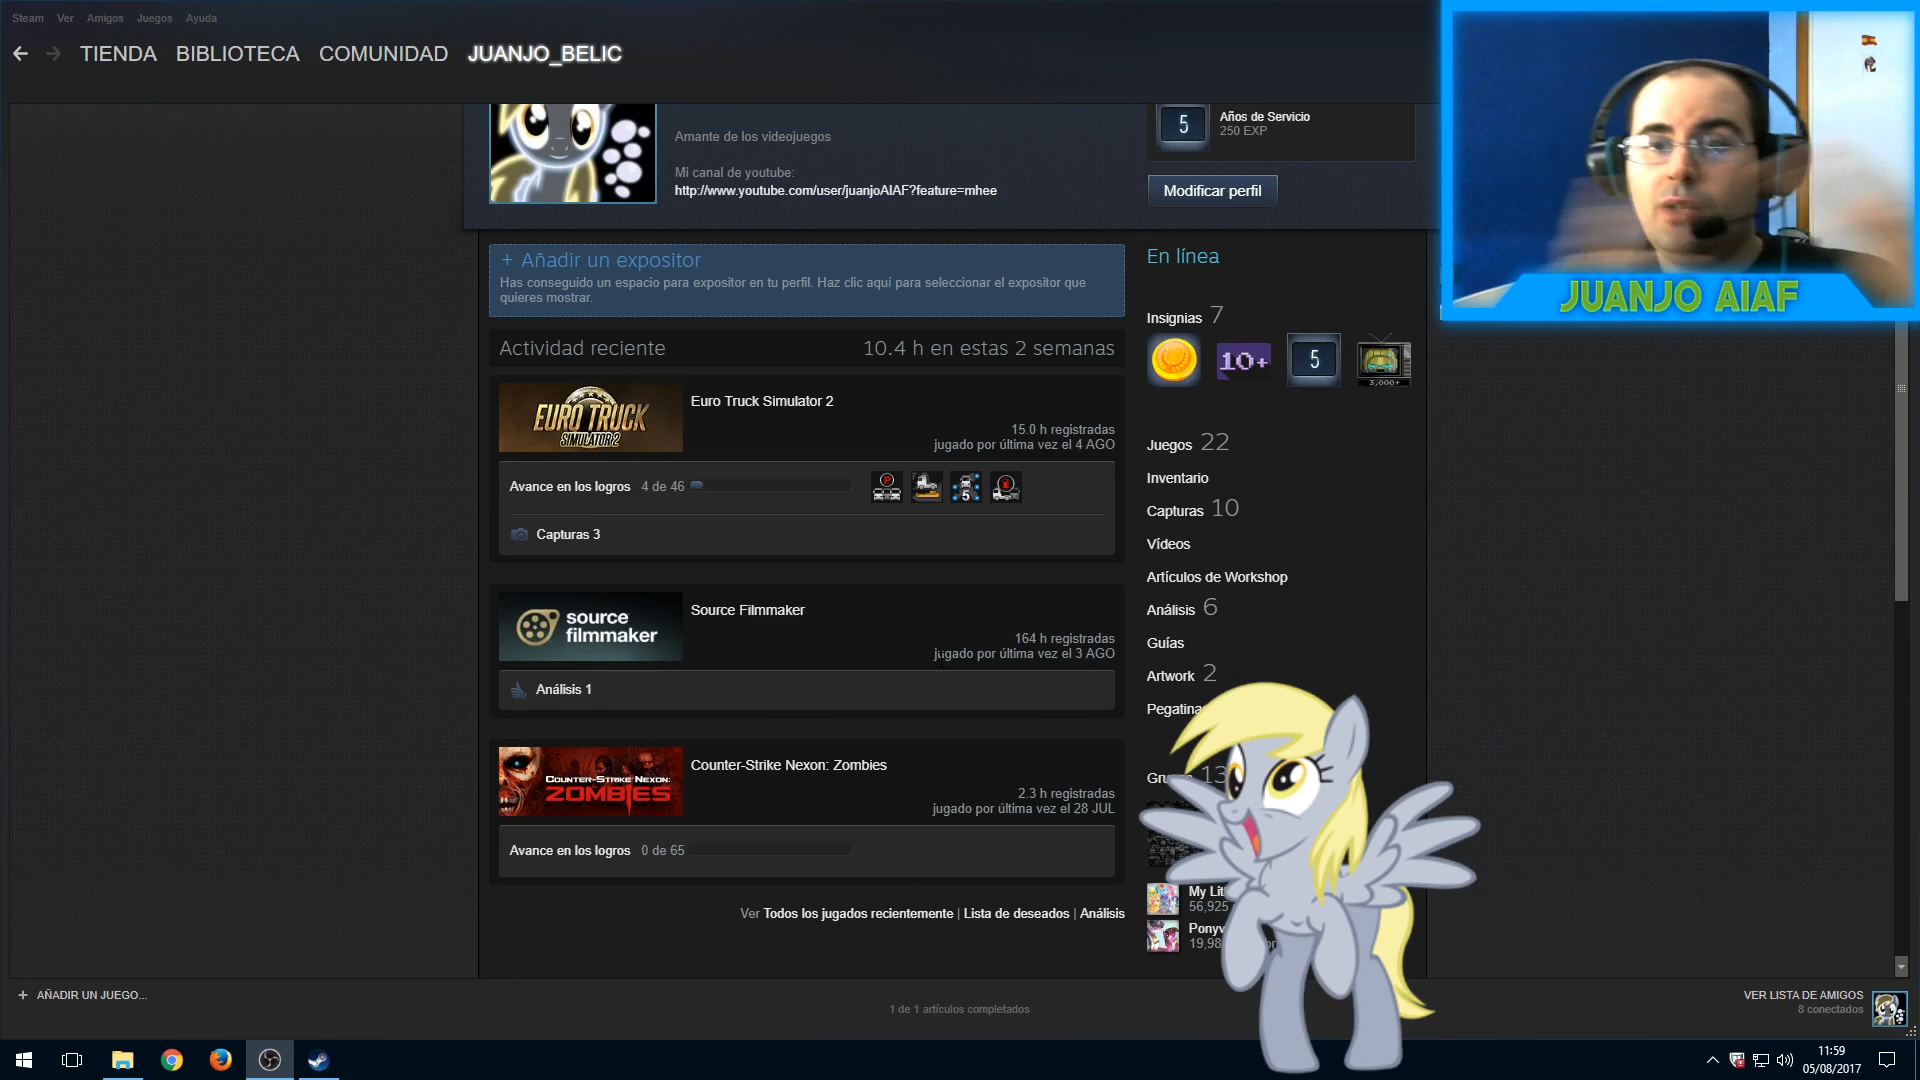 Steam Ver Amigos Juegos Ayuda
TIENDA BIBLIOTECA COMUNIDAD JUANJO_BELIC
Amante de los videojuegos
Mi canal de youtube:
http://www.youtube.com/user/juanjoAIAF?feature=mhee
5
Años de Servicio
250 EXP
Modificar perfil
JUANJO AIAF
+ Añadir un expositor
Has conseguido un espacio para expositor en tu perfil. Haz clic aquí para seleccionar el expositor que
quieres mostrar.
Actividad reciente 10.4 h en estas 2 semanas
EURO TRUCK
SIMULATOR 2
Euro Truck Simulator 2
15.0 h registradas
jugado por última vez el 4 AGO
Avance en los logros 4 de 46
P
5
Capturas 3
source
filmmaker
Source Filmmaker
164 h registradas
jugado por última vez el 3 AGO
Análisis 1
COUNTER-STRIKE NEXON:
ZOMBIES
Counter-Strike Nexon: Zombies
2.3 h registradas
jugado por última vez el 28 JUL
Avance en los logros 0 de 65
Ver Todos los jugados recientemente | Lista de deseados | Análisis
En línea
Insignias 7
10+
5
3,000+
Juegos 22
Inventario
Capturas 10
Vídeos
Artículos de Workshop
Análisis 6
Guías
Artwork 2
13
56,925
+ AÑADIR UN JUEGO...
1 de 1 artículos completados
VER LISTA DE AMIGOS
8 conectados
11:59
05/08/2017